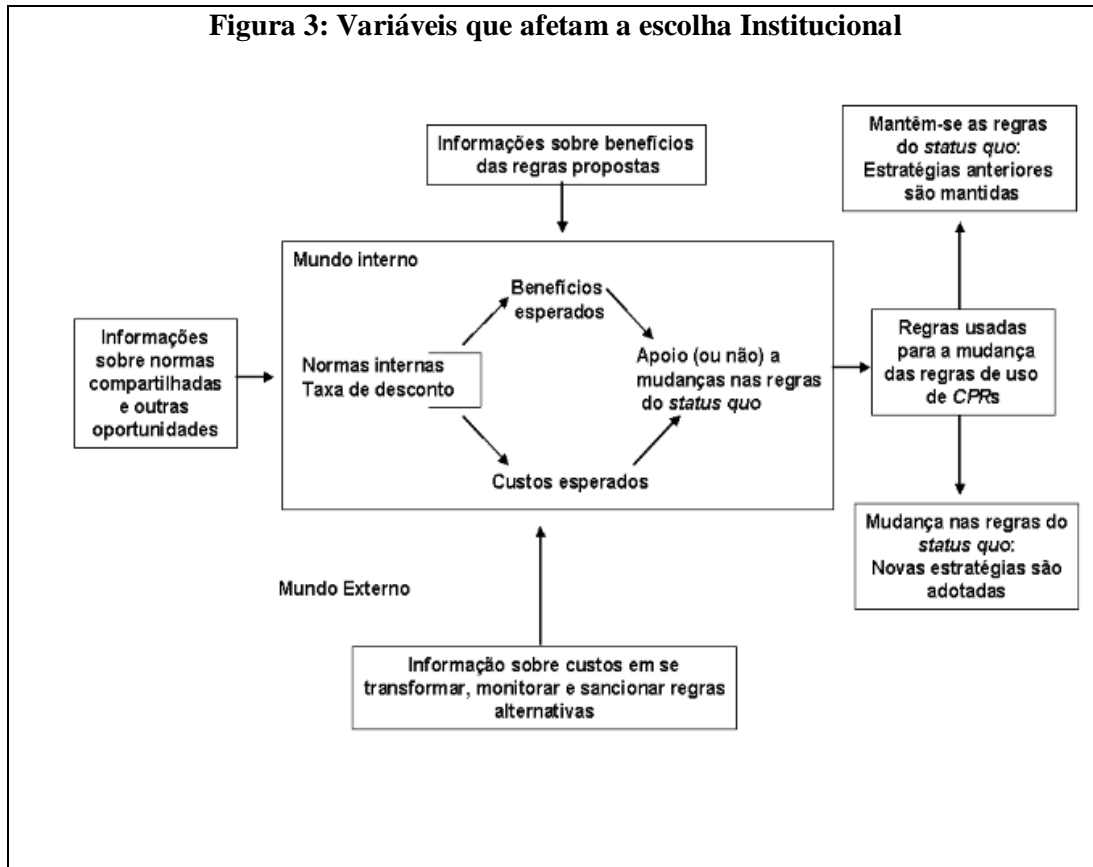 Figura 3: Variáveis que afetam a escolha Institucional
Informações sobre benefícios
das regras propostas
Mantêm-se as regras
do status quo:
Estratégias anteriores
são mantidas
Mundo interno
Benefícios
esperados
Informações
sobre normas
compartilhadas
e outras
oportunidades
Normas internas
Taxa de desconto
Apoio (ou não) a
mudanças nas regras
do status quo
Regras usadas
para a mudança
das regras de uso
de CPRs
Custos esperados
Mudança nas regras do
status quo:
Novas estratégias são
adotadas
Mundo Externo
Informação sobre custos em se
transformar, monitorar e sancionar regras
alternativas